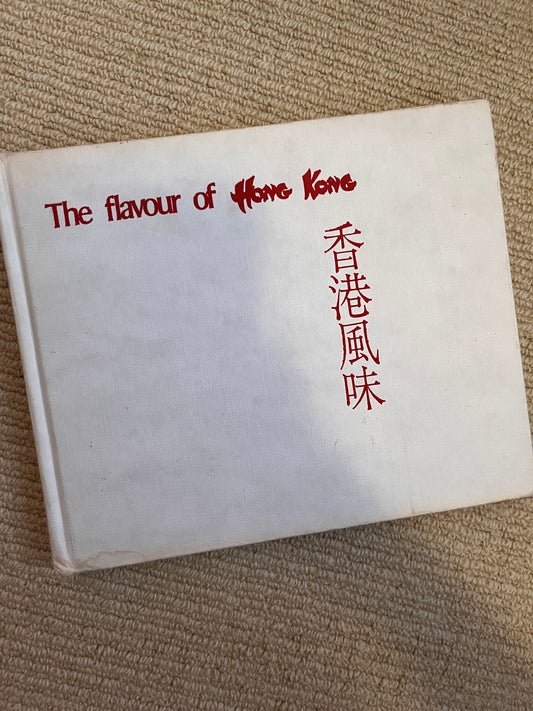 The flavour of HONG KONG
香港風味